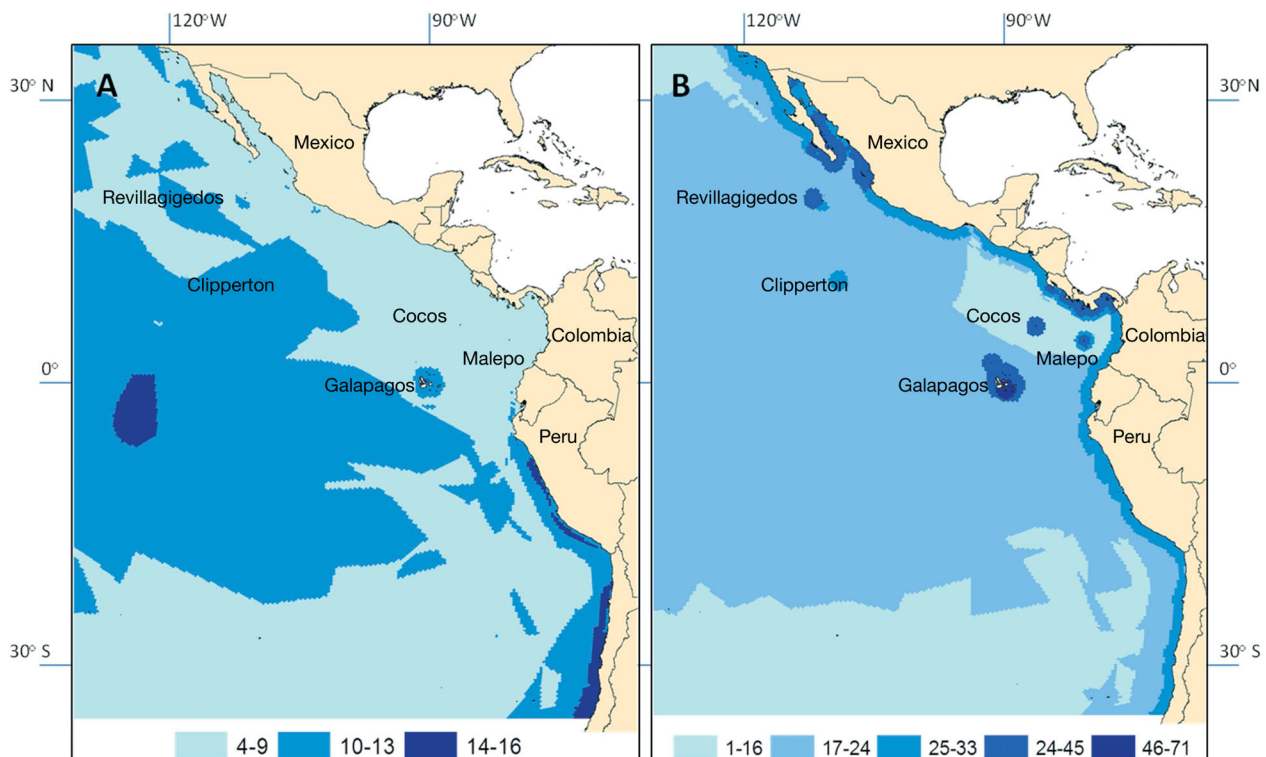 120°W 90°W 120°W 90°W
A B
30° N 30°N
Mexico Mexico
Revillagigedos Revillagigedos
Clipperton Clipperton
Cocos Cocos
Colombia Colombia
Malepo Malepo
0° 0°
Galapagos Galapagos
Peru Peru
30° S 30° S
4-9 10-13 14-16 1-16 17-24 25-33 24-45 46-71